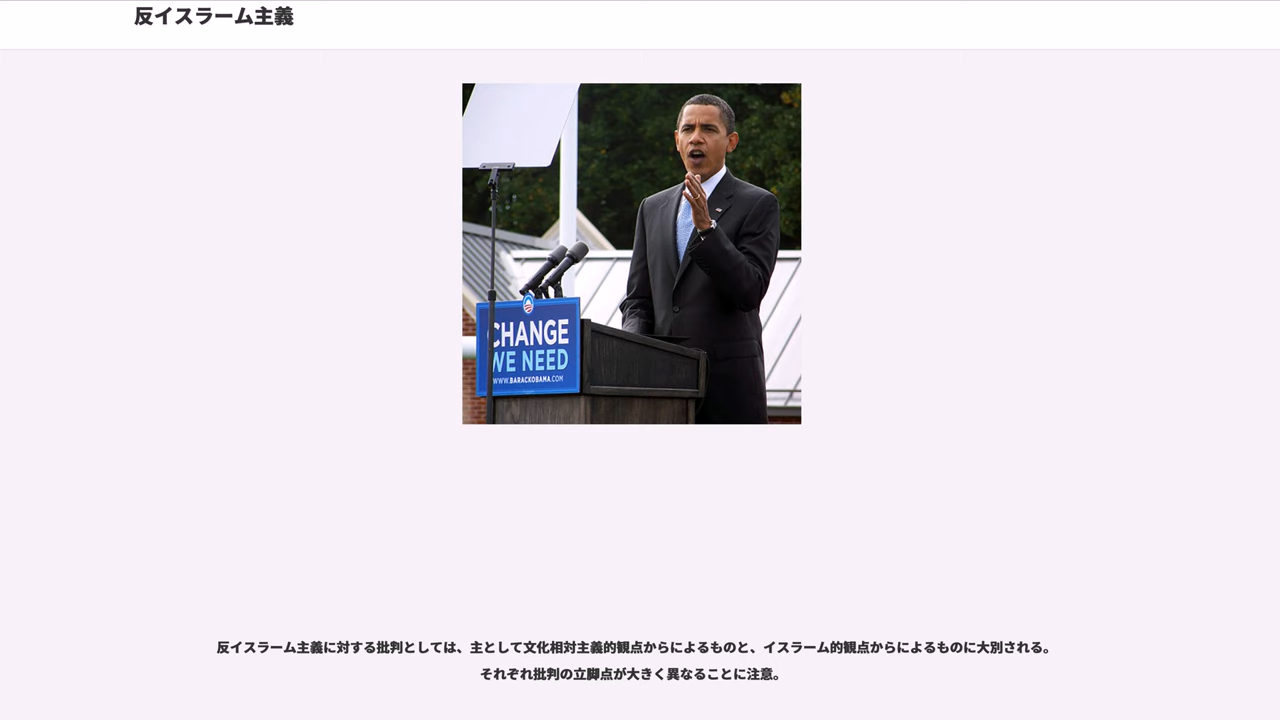 反イスラーム主義
CHANGE
WE NEED
WWW.BARACKOBAMA.COM
反イスラーム主義に対する批判としては、主として文化相対主義的観点からによるものと、イスラーム的観点からによるものに大別される。
それぞれ批判の立脚点が大きく異なることに注意。